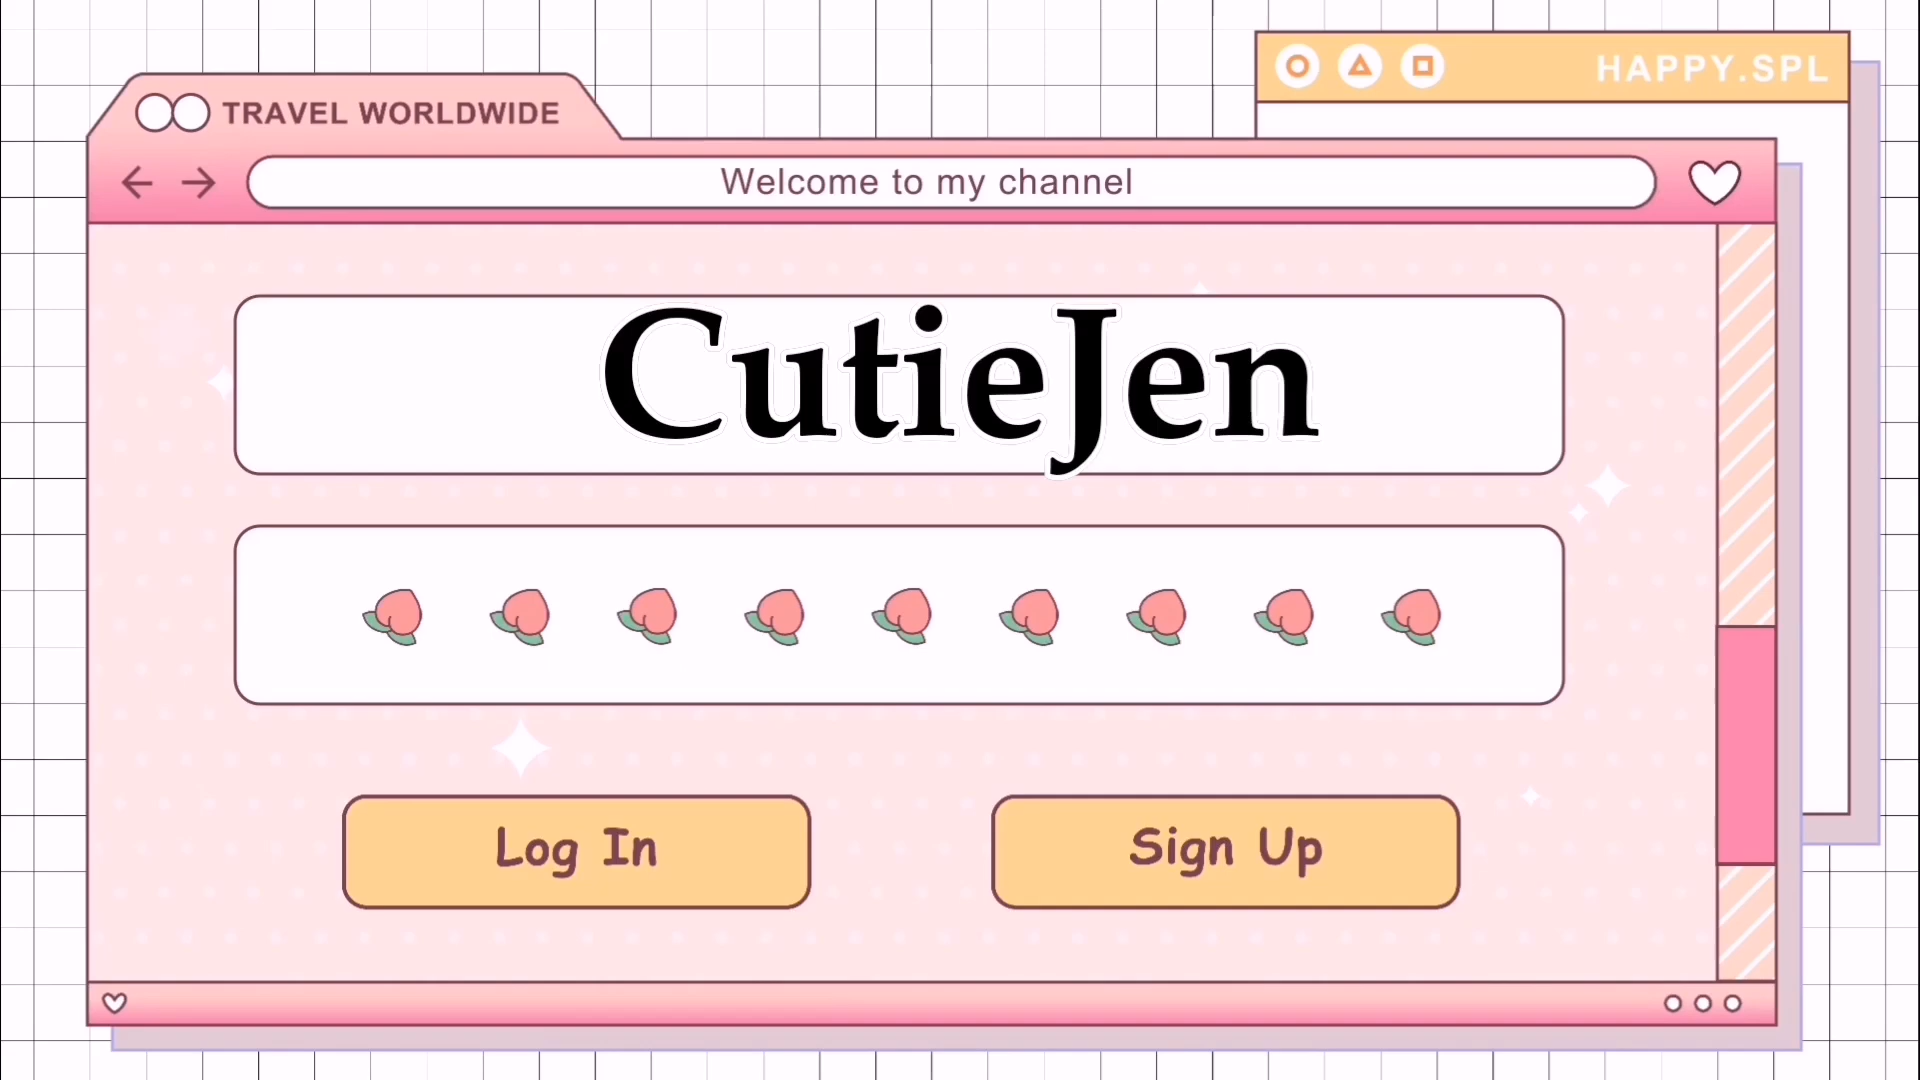 HAPPY.SPL
TRAVEL WORLDWIDE
Welcome to my channel
CutieJen
Log In
Sign Up